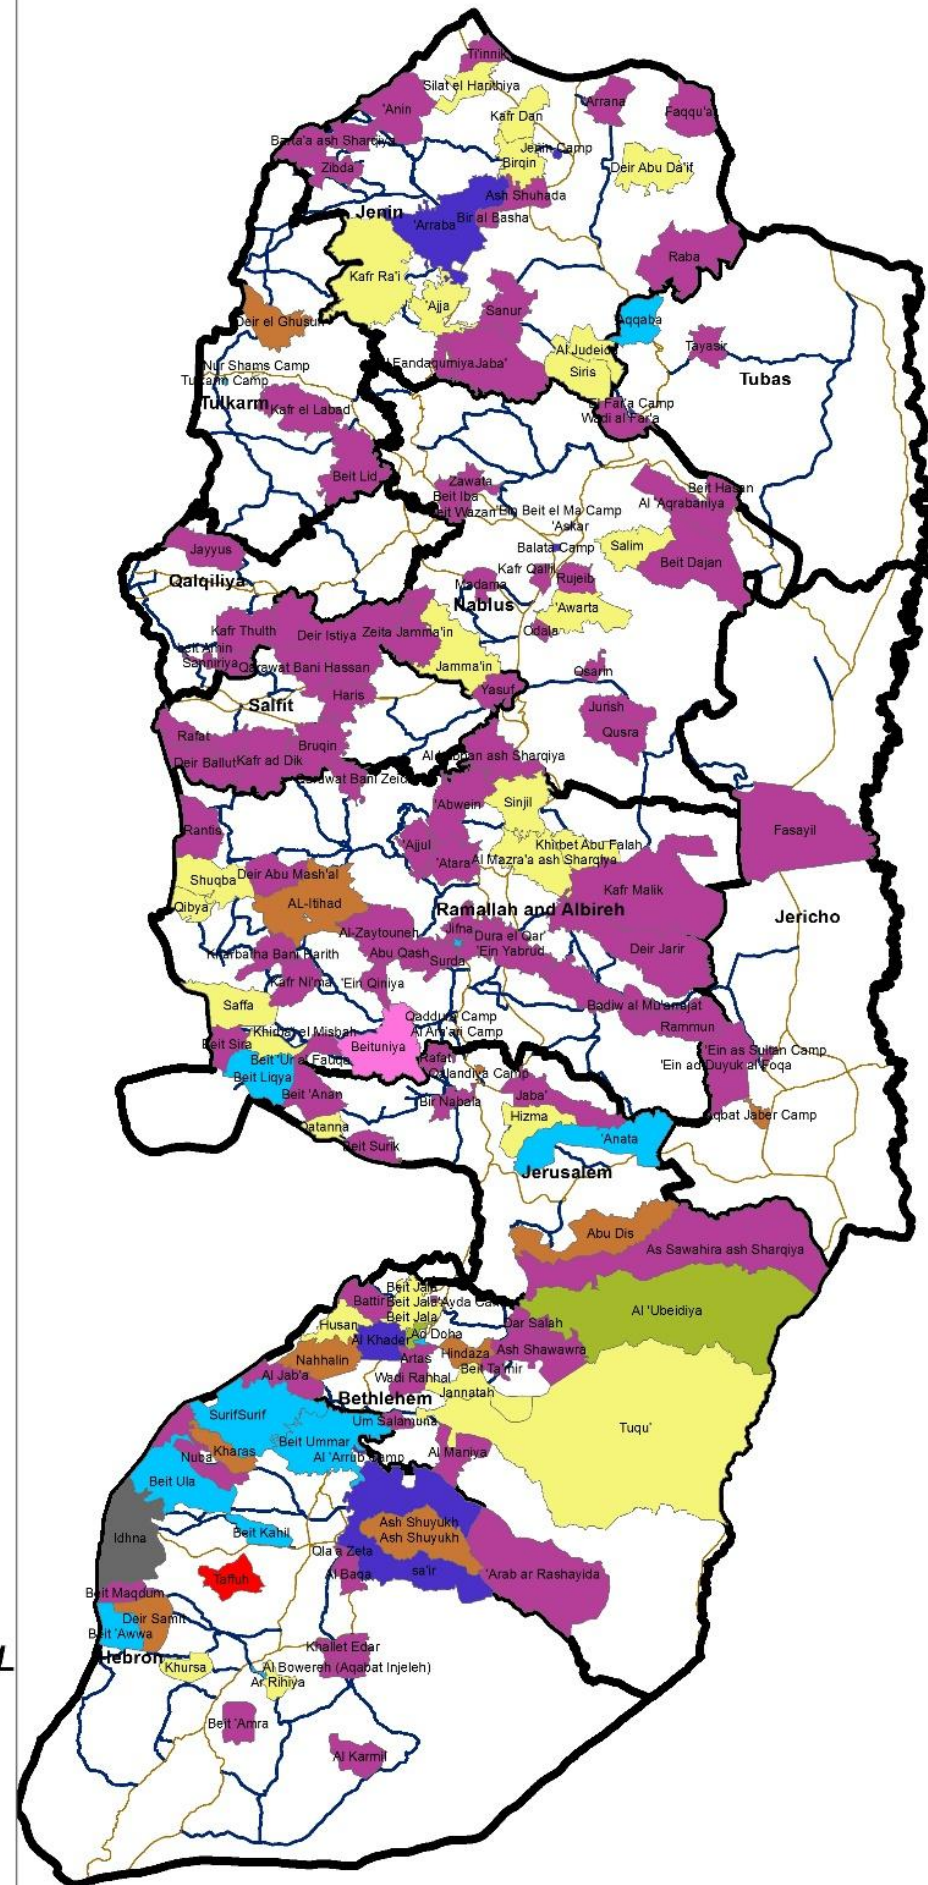 Ti'innik
Silat el Harithiya
'Anin
Kafr Dan
'Arrana
Faqqu'a
Barta'a ash Sharqiya
Zibda
Jenin Camp
Birqin
Deir Abu Da'if
Ash Shuhada
Jenin
'Arraba
Bir al Basha
Raba
Kafr Ra'i
'Ajja
Sanur
Aqqaba
Deir el Ghusun
Tayasir
Al Judeida
Siris
Jaba'
Tubas
Nur Shams Camp
Tulkarm Camp
Tulkarm
Kafr el Labad
El Far'a Camp
Wadi al Far'a
Beit Lid
Zawata
Beit Iba
Beit Wazan
'Ein Beit el Ma Camp
'Askar
Beit Hasan
Al 'Aqrabaniya
Balata Camp
Salim
Beit Dajan
Jayyus
Qalqiliya
Kafr Qallil
Rujeib
Madama
Nablus
'Awarta
Odala
Kafr Thulth
Deir Istiya
Zeita Jamma'in
Beit Amin
Sanniriya
Qarawat Bani Hassan
Jamma'in
Osarin
Yasuf
Haris
Salfit
Jurish
Qusra
Rafat
Bruqin
Deir Ballut
Kafr ad Dik
Al Lubban ash Sharqiya
Qarawat Bani Zeid
'Abwein
Sinjil
Fasayil
Rantis
'Ajjul
'Atara
Khirbet Abu Falah
Al Mazra'a ash Sharqiya
Shuqba
Deir Abu Mash'al
Qibya
AL-Itihad
Kafr Malik
Ramallah and Albireh
Jericho
Al-Zaytouneh
Jifna
Dura el Qar'
Abu Qash
Surda
'Ein Yabrud
Deir Jarir
Kharbatha Bani Harith
Kafr Ni'ma
'Ein Qiniya
Saffa
Badiw al Mu'arrajat
Qaddura Camp
Al Am'ari Camp
Rammun
Khirbet el Misbah
Beit Sira
Beituniya
Beit 'Ur al Fauqa
Rafat
'Ein as Sultan Camp
'Ein ad Duyuk al Foqa
Beit Liqya
Qalandiya Camp
Beit 'Anan
Bir Nabala
Jaba'
Hizma
Aqbat Jaber Camp
Qatanna
Beit Surik
'Anata
Jerusalem
Abu Dis
As Sawahira ash Sharqiya
Beit Jala
Battir
Beit Jala
'Ayda Camp
Beit Jala
Al 'Ubeidiya
Husan
Dar Salah
Al Khader
Ad Doha
Nahhalin
Artas
Hindaza
Ash Shawawra
Beit Ta'mir
Al Jab'a
Wadi Rahhal
Jannatah
Bethlehem
Surif
Surif
Um Salamuna
Tuqu'
Beit Ummar
Kharas
Nuba
Al 'Arrub Camp
Al Maniya
Beit Ula
Ash Shuyukh
Ash Shuyukh
Idhna
Beit Kahil
Qla'a Zeta
sa'ir
Taffuh
Al Baqa
'Arab ar Rashayida
Beit Maqdum
Deir Samit
Beit 'Awwa
Hebron
Khallet Edar
Khursa
Al Bowereh (Aqabat Injeleh)
Ar Rihiya
Beit 'Amra
Al Karmil
L